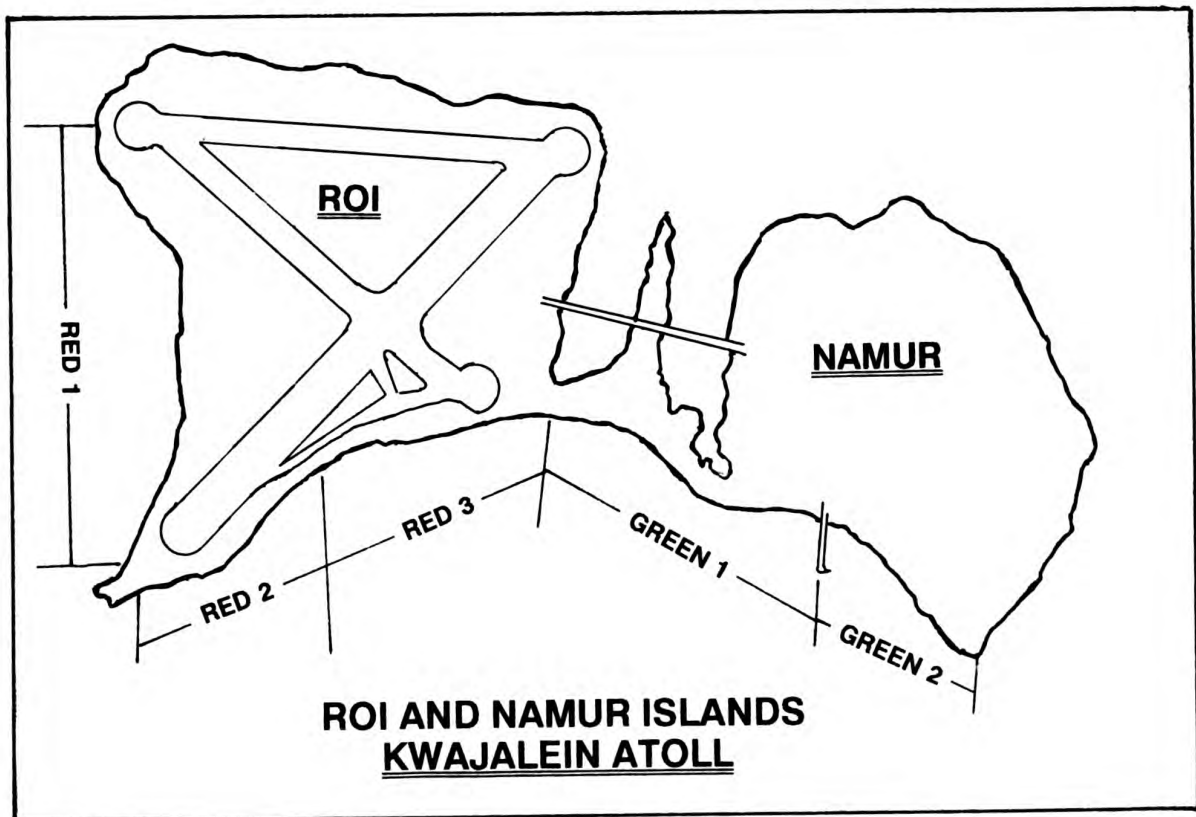 ROI
NAMUR
RED 1
RED 2
RED 3
GREEN 1
GREEN 2
ROI AND NAMUR ISLANDS
KWAJALEIN ATOLL